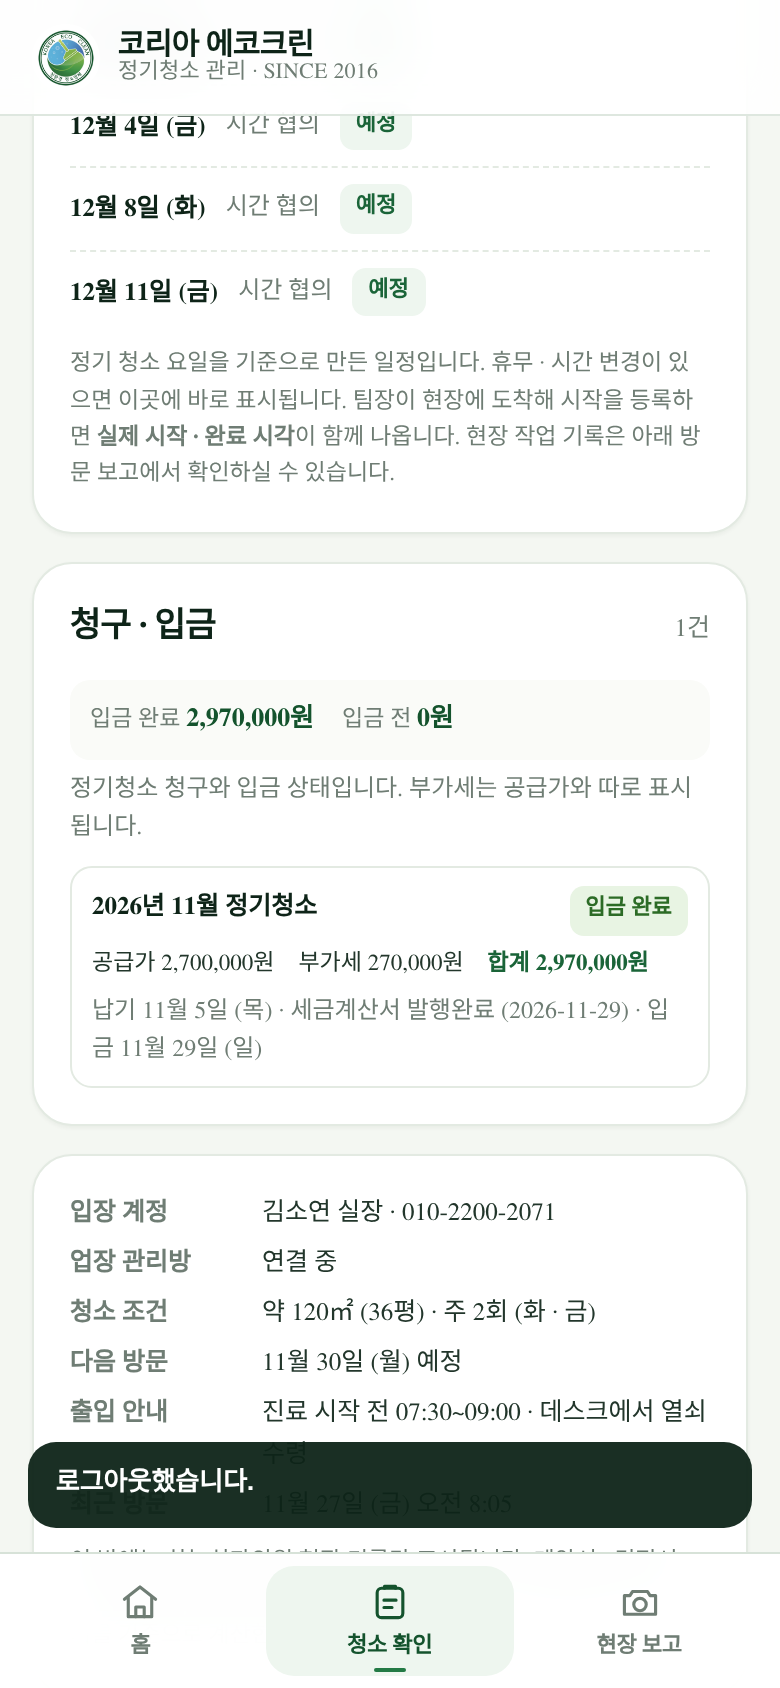 코리아 에코크린
정기청소 관리 · SINCE 2016
12월 4일 (금) 시간 협의 예정
12월 8일 (화) 시간 협의 예정
12월 11일 (금) 시간 협의 예정
정기 청소 요일을 기준으로 만든 일정입니다. 휴무 · 시간 변경이 있
으면 이곳에 바로 표시됩니다. 팀장이 현장에 도착해 시작을 등록하
면 실제 시작 · 완료 시각이 함께 나옵니다. 현장 작업 기록은 아래 방
문 보고에서 확인하실 수 있습니다.
청구 · 입금 1건
입금 완료 2,970,000원 입금 전 0원
정기청소 청구와 입금 상태입니다. 부가세는 공급가와 따로 표시
됩니다.
2026년 11월 정기청소 입금 완료
공급가 2,700,000원 부가세 270,000원 합계 2,970,000원
납기 11월 5일 (목) · 세금계산서 발행완료 (2026-11-29) · 입
금 11월 29일 (일)
입장 계정 김소연 실장 · 010-2200-2071
업장 관리방 연결 중
청소 조건 약 120㎡ (36평) · 주 2회 (화 · 금)
다음 방문 11월 30일 (월) 예정
출입 안내 진료 시작 전 07:30~09:00 · 데스크에서 열쇠
수령
로그아웃했습니다.
최근 방문 11월 27일 (금) 오전 8:05
홈 청소 확인 현장 보고